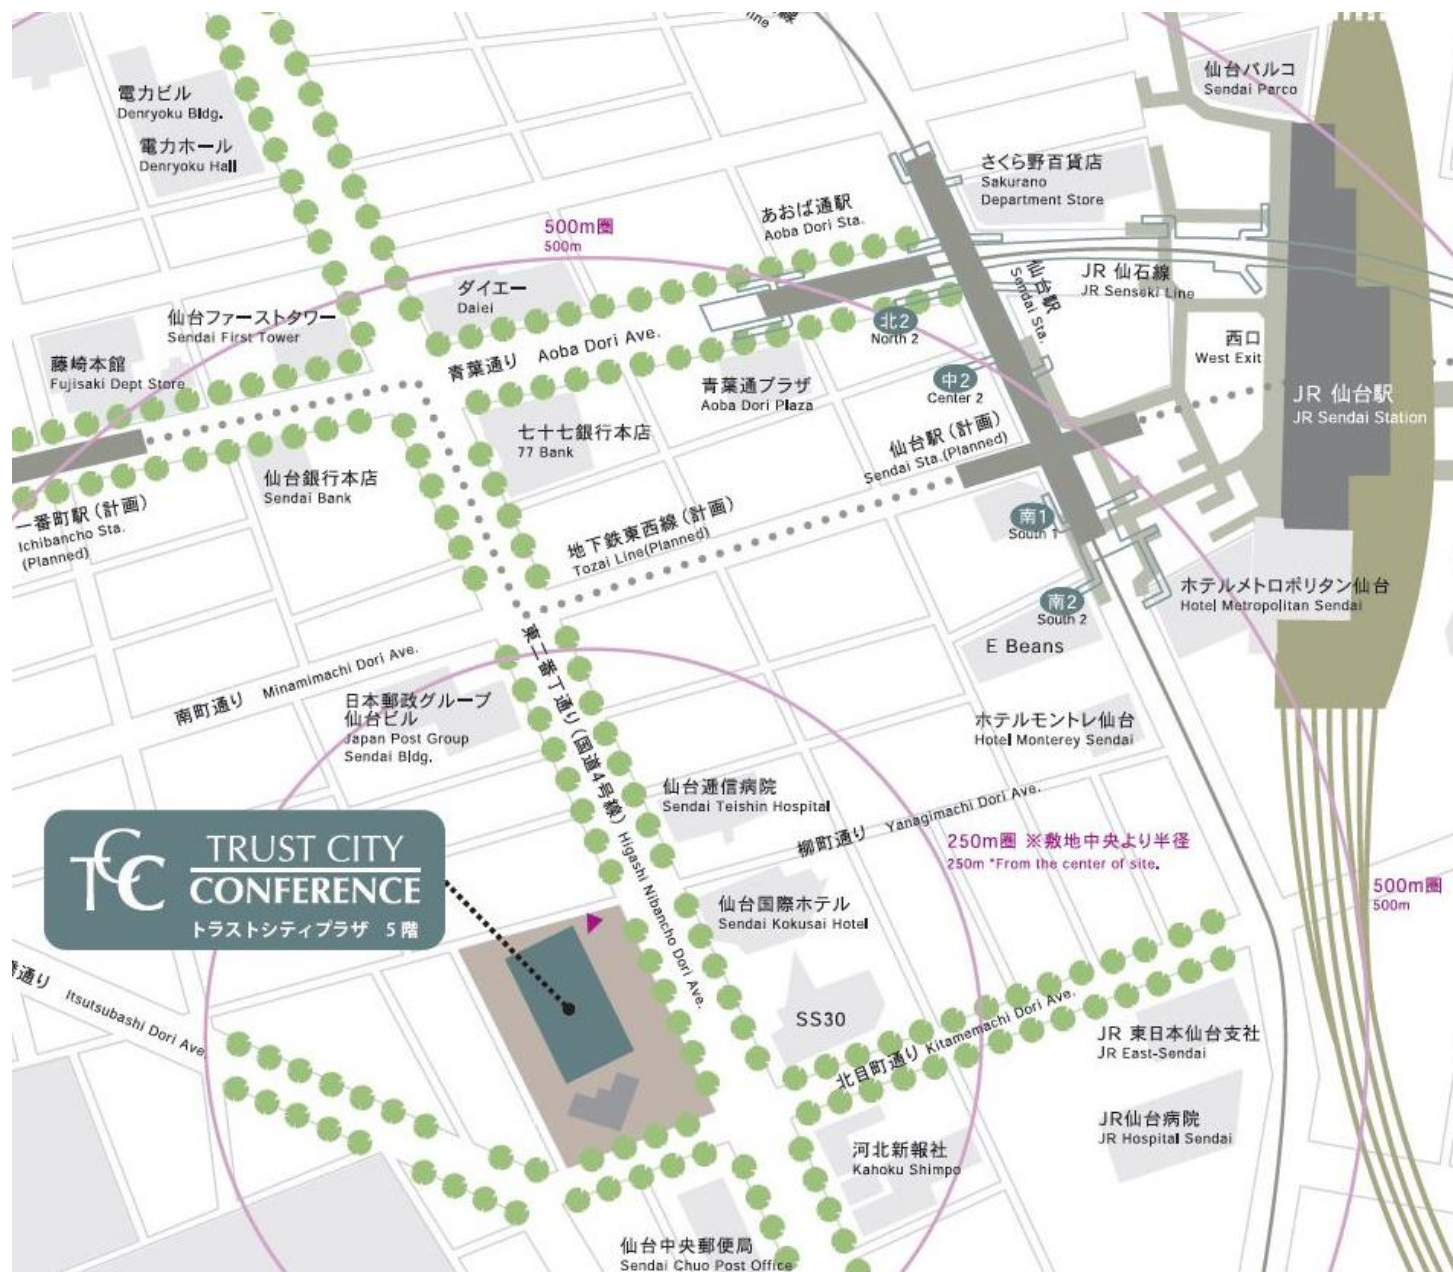 線
ine
仙台パルコ
Sendai Parco
電力ビル
Denryoku Bldg.
電力ホール
Denryoku Hall
さくら野百貨店
Sakurano
Department Store
あおば通駅
Aoba Dori Sta.
500m圏
500m
仙台駅
Sendai Sta.
JR 仙石線
JR Senseki Line
ダイエー
Daiei
仙台ファーストタワー
Sendai First Tower
北2
North 2
西口
West Exit
藤崎本館
Fujisaki Dept Store
青葉通り Aoba Dori Ave.
青葉通プラザ
Aoba Dori Plaza
中2
Center 2
JR 仙台駅
JR Sendai Station
七十七銀行本店
77 Bank
仙台駅(計画)
Sendai Sta.(Planned)
仙台銀行本店
Sendai Bank
一番町駅(計画)
Ichibancho Sta.
(Planned)
地下鉄東西線(計画)
Tozai Line(Planned)
南1
South 1
南2
South 2
ホテルメトロポリタン仙台
Hotel Metropolitan Sendai
E Beans
南町通り Minamimachi Dori Ave.
東二番丁通り(国道4号線) Higashi Nibancho Dori Ave.
日本郵政グループ
仙台ビル
Japan Post Group
Sendai Bldg.
ホテルモントレ仙台
Hotel Monterey Sendai
仙台逓信病院
Sendai Teishin Hospital
柳町通り Yanagimachi Dori Ave.
250m圏 ※敷地中央より半径
250m *From the center of site.
TCC TRUST CITY
CONFERENCE
トラストシティプラザ 5階
500m圏
500m
仙台国際ホテル
Sendai Kokusai Hotel
番通り Itsutsubashi Dori Ave.
SS30
北目町通り Kitamemachi Dori Ave.
JR 東日本仙台支社
JR East-Sendai
JR仙台病院
JR Hospital Sendai
河北新報社
Kahoku Shimpo
仙台中央郵便局
Sendai Chuo Post Office